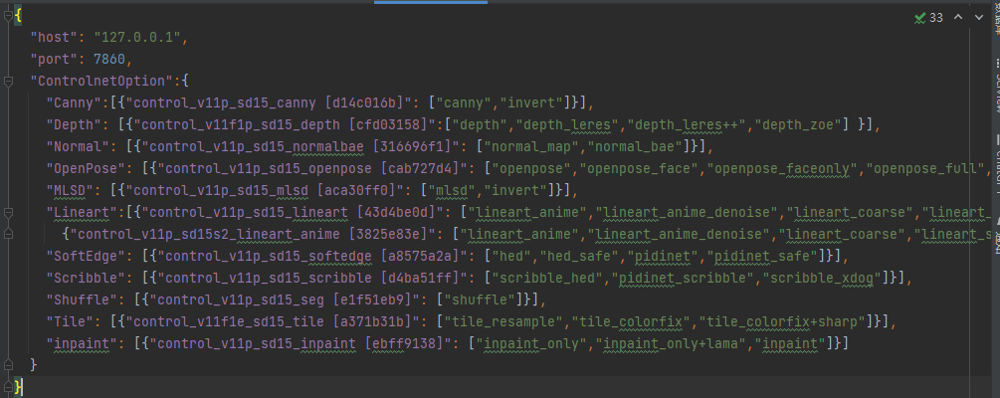 33
{
"host": "127.0.0.1",
"port": 7860,
"ControlnetOption":{
"Canny":[{"control_v11p_sd15_canny [d14c016b]": ["canny","invert"]}],
"Depth": [{"control_v11f1p_sd15_depth [cfd03158]":["depth","depth_leres","depth_leres++","depth_zoe"] }],
"Normal": [{"control_v11p_sd15_normalbae [316696f1]": ["normal_map","normal_bae"]}],
"OpenPose": [{"control_v11p_sd15_openpose [cab727d4]": ["openpose","openpose_face","openpose_faceonly","openpose_full",
"MLSD": [{"control_v11p_sd15_mlsd [aca30ff0]": ["mlsd","invert"]}],
"Lineart":[{"control_v11p_sd15_lineart [43d4be0d]": ["lineart_anime","lineart_anime_denoise","lineart_coarse","lineart_
{"control_v11p_sd15s2_lineart_anime [3825e83e]": ["lineart_anime","lineart_anime_denoise","lineart_coarse","lineart_s
"SoftEdge": [{"control_v11p_sd15_softedge [a8575a2a]": ["hed","hed_safe","pidinet","pidinet_safe"]}],
"Scribble": [{"control_v11p_sd15_scribble [d4ba51ff]": ["scribble_hed","pidinet_scribble","scribble_xdog"]}],
"Shuffle": [{"control_v11p_sd15_seg [e1f51eb9]": ["shuffle"]}],
"Tile": [{"control_v11f1e_sd15_tile [a371b31b]": ["tile_resample","tile_colorfix","tile_colorfix+sharp"]}],
"inpaint": [{"control_v11p_sd15_inpaint [ebff9138]": ["inpaint_only","inpaint_only+lama","inpaint"]}]
}
}